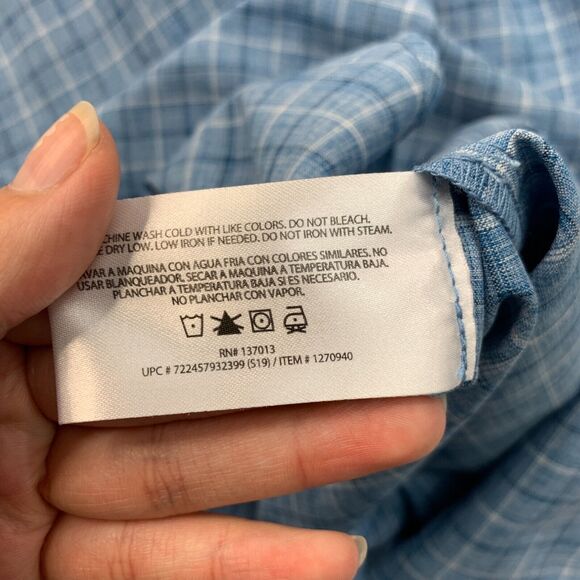 CHINE WASH COLD WITH LIKE COLORS. DO NOT BLEACH.
DRY LOW. LOW IRON IF NEEDED. DO NOT IRON WITH STEAM.
AVAR A MAQUINA CON AGUA FRIA CON COLORES SIMILARES. NO
USAR BLANQUEADOR. SECAR A MAQUINA A TEMPERATURA BAJA.
PLANCHAR A TEMPERATURA BAJA SI ES NECESARIO.
NO PLANCHAR CON VAPOR.
RN# 137013
UPC # 722457932399 (S19) / ITEM # 1270940